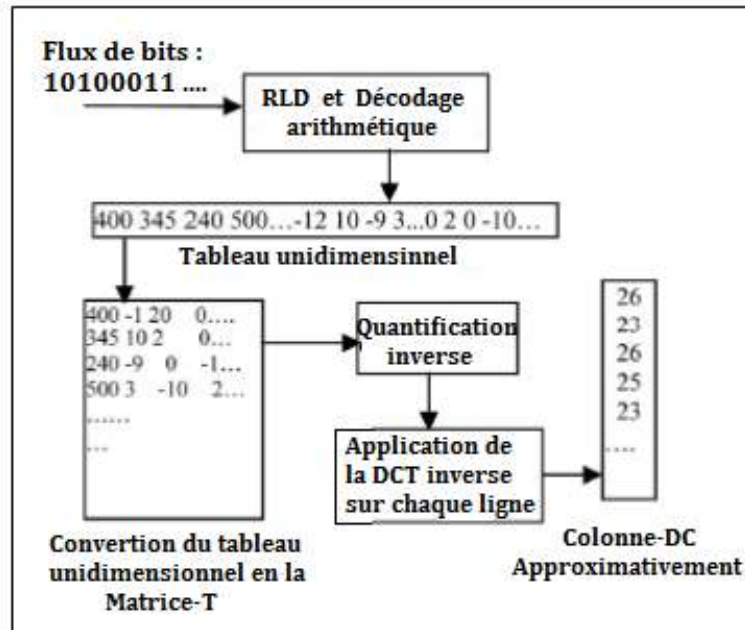 Flux de bits :
10100011 ....
RLD et Décodage
arithmétique
400 345 240 500...-12 10 -9 3...0 2 0 -10...
Tableau unidimensinnel
400 -1 20 0....
345 10 2 0...
240 -9 0 -1...
500 3 -10 2...
......
...
Convertion du tableau
unidimensionnel en la
Matrice-T
Quantification
inverse
Application de
la DCT inverse
sur chaque ligne
26
23
26
25
23
....
Colonne-DC
Approximativement